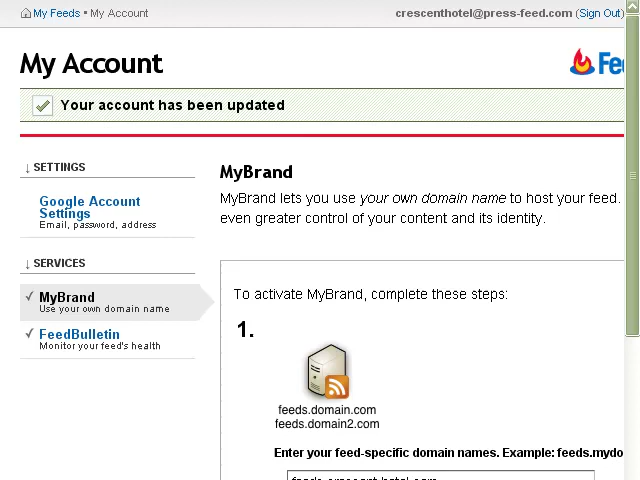 My Feeds • My Account
crescenthotel@press-feed.com (Sign Out)
My Account
Your account has been updated
↓ SETTINGS
Google Account
Settings
Email, password, address
↓ SERVICES
MyBrand
Use your own domain name
FeedBulletin
Monitor your feed's health
MyBrand
MyBrand lets you use your own domain name to host your feed.
even greater control of your content and its identity.
To activate MyBrand, complete these steps:
1.
feeds.domain.com
feeds.domain2.com
Enter your feed-specific domain names. Example: feeds.mydo